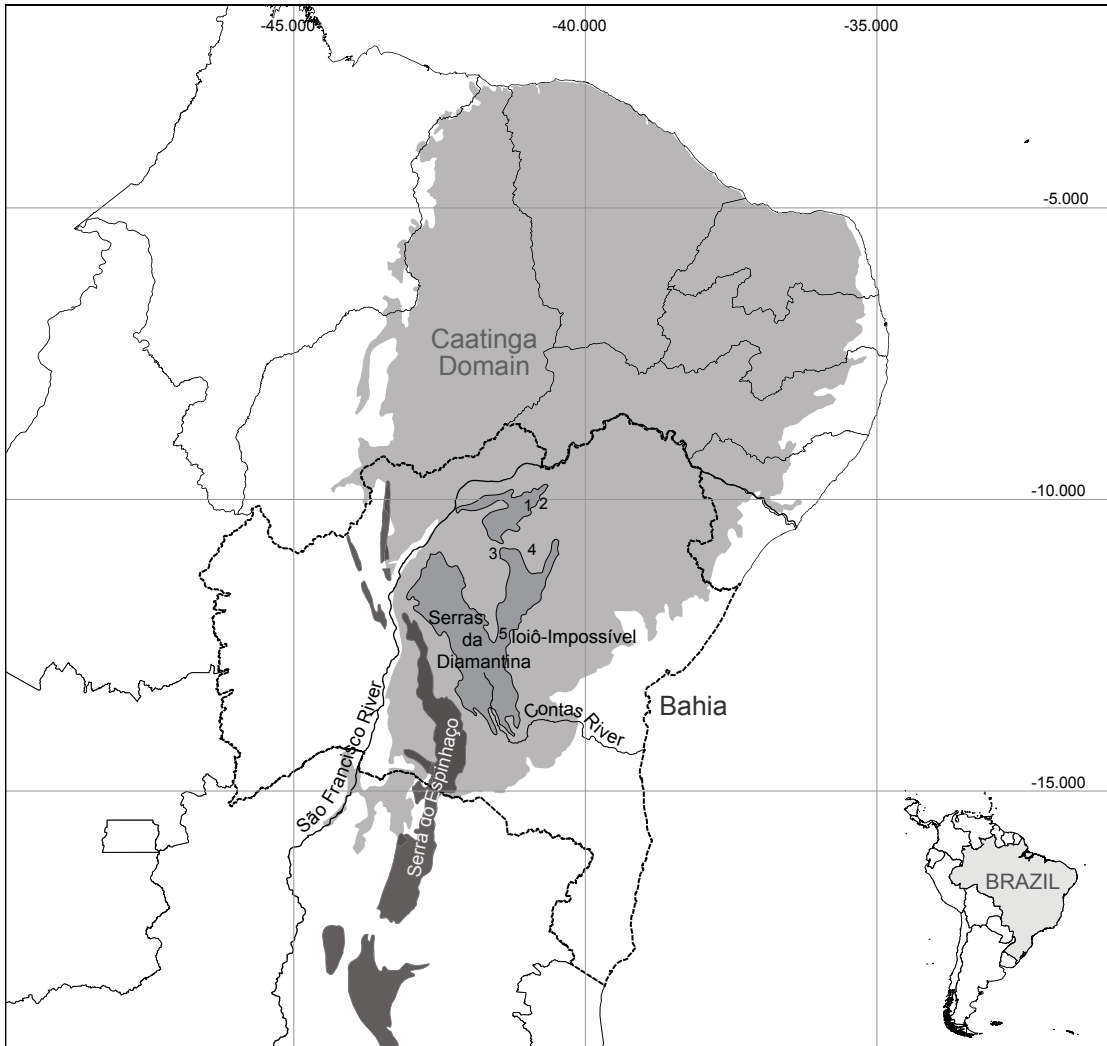 -45.000
-40.000
-35.000
-5.000
Caatinga
Domain
-10.000
1
2
3
4
Serras
da
Diamantina
5
Ioiô-Impossível
São Francisco River
Serra do Espinhaço
Contas River
Bahia
-15.000
BRAZIL